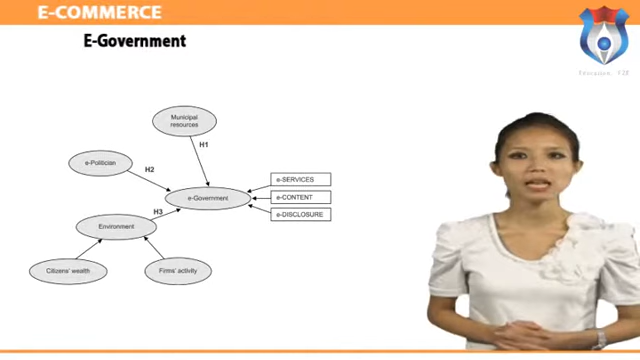 E-COMMERCE
E-Government
Municipal
resources
H1
e-Politician
H2
e-Government
e-SERVICES
e-CONTENT
e-DISCLOSURE
H3
Environment
Citizens' wealth
Firms' activity